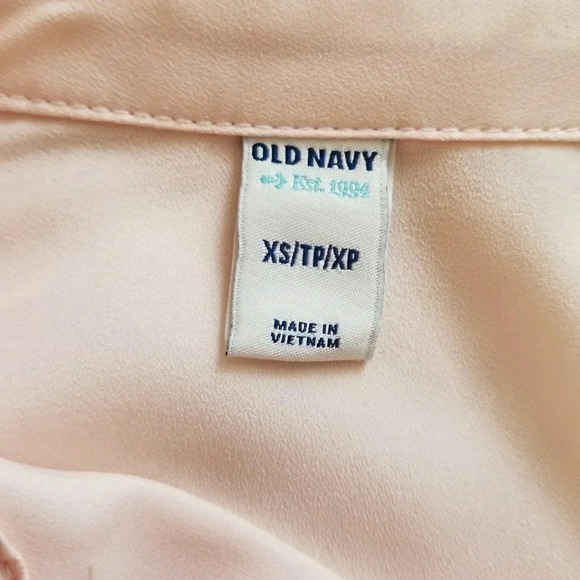 OLD NAVY
Est. 1994
XS/TP/XP
MADE IN
VIETNAM